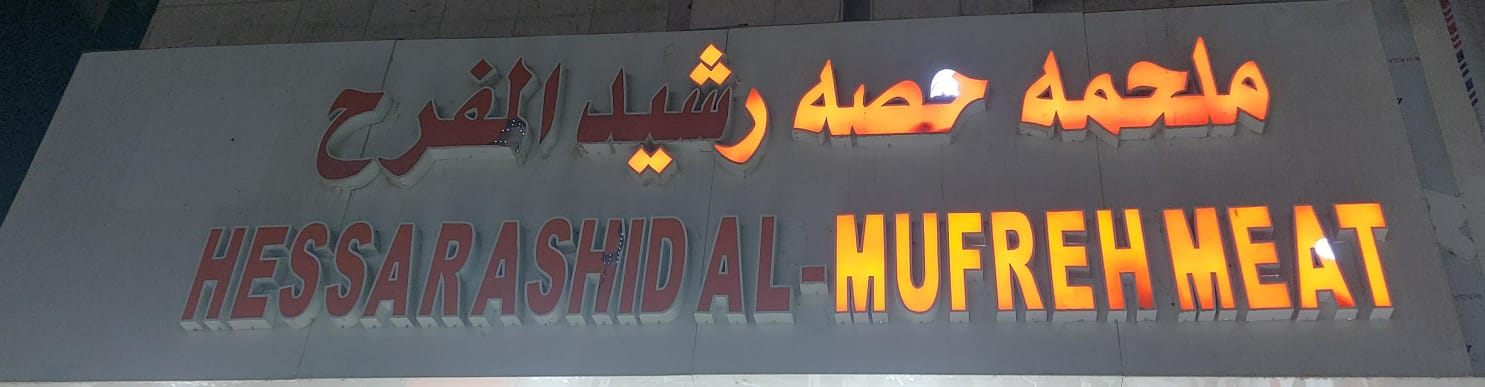 ملحمه حصه رشيد المفرح
HESSA RASHID AL-MUFREH MEAT